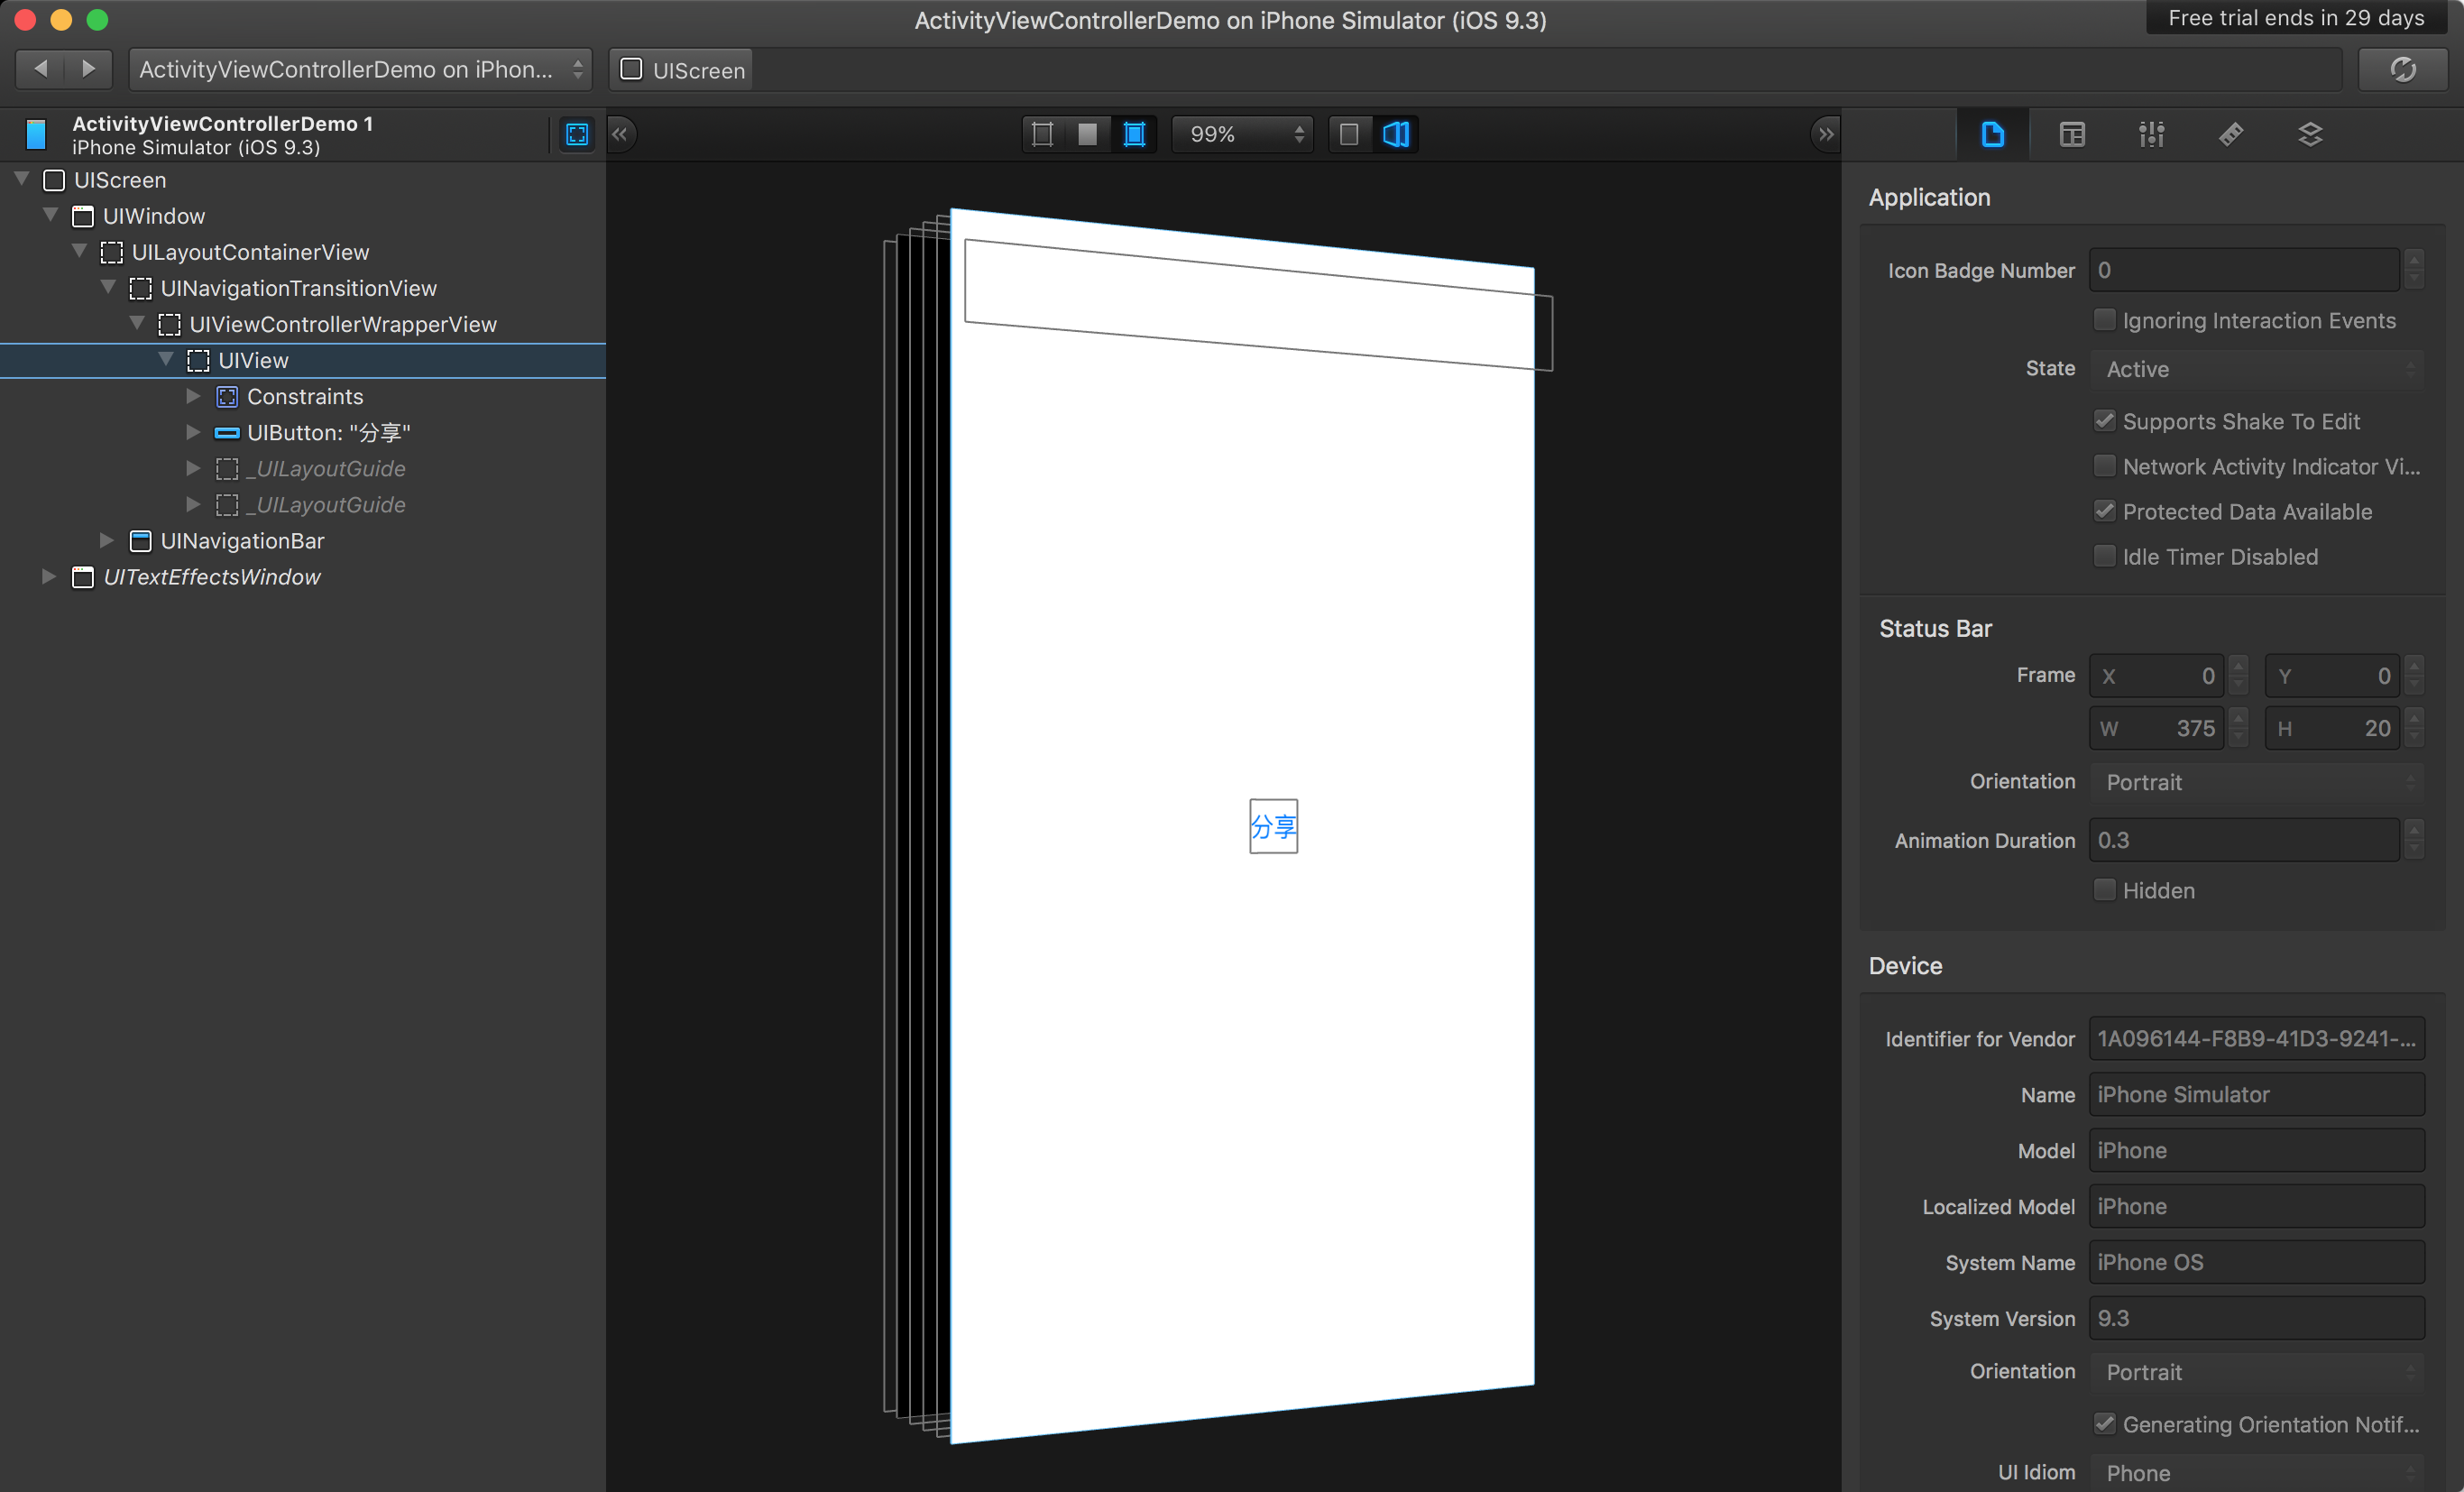 ActivityViewControllerDemo on iPhone Simulator (iOS 9.3)
Free trial ends in 29 days
ActivityViewControllerDemo on iPhon...
UIScreen
ActivityViewControllerDemo 1
iPhone Simulator (iOS 9.3)
99%
UIScreen
UIWindow
UILayoutContainerView
UINavigationTransitionView
UIViewControllerWrapperView
UIView
Constraints
UIButton: "分享"
_UILayoutGuide
_UILayoutGuide
UINavigationBar
UITextEffectsWindow
分享
Application
Icon Badge Number 0
Ignoring Interaction Events
State Active
Supports Shake To Edit
Network Activity Indicator Vi...
Protected Data Available
Idle Timer Disabled
Status Bar
Frame X 0 Y 0
W 375 H 20
Orientation Portrait
Animation Duration 0.3
Hidden
Device
Identifier for Vendor 1A096144-F8B9-41D3-9241-...
Name iPhone Simulator
Model iPhone
Localized Model iPhone
System Name iPhone OS
System Version 9.3
Orientation Portrait
Generating Orientation Notif...
UI Idiom Phone